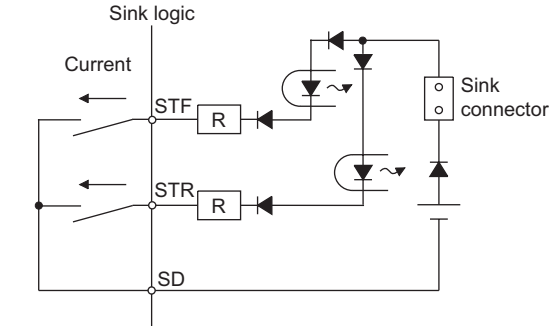 Sink logic
Current
STF
R
Sink
connector
STR
R
SD